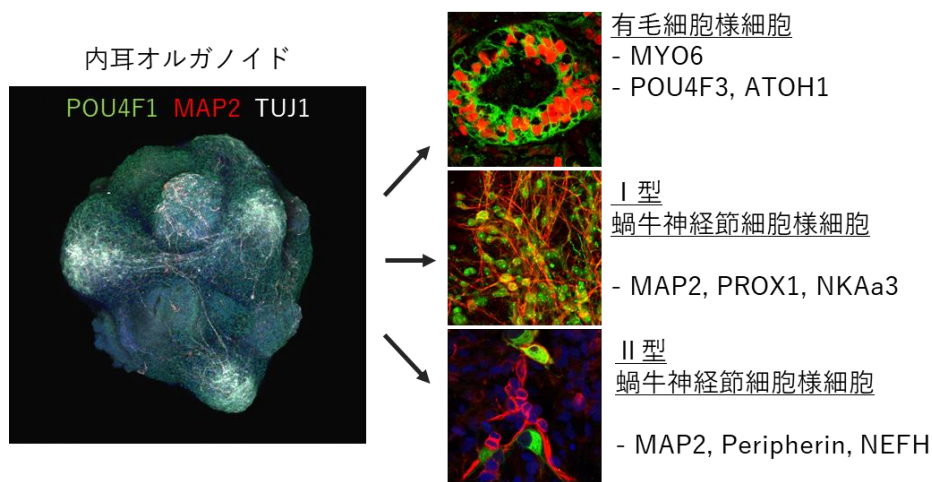 内耳オルガノイド
POU4F1 MAP2 TUJ1
有毛細胞様細胞
- MYO6
- POU4F3, ATOH1
Ⅰ型
蝸牛神経節細胞様細胞
- MAP2, PROX1, NKAa3
Ⅱ型
蝸牛神経節細胞様細胞
- MAP2, Peripherin, NEFH